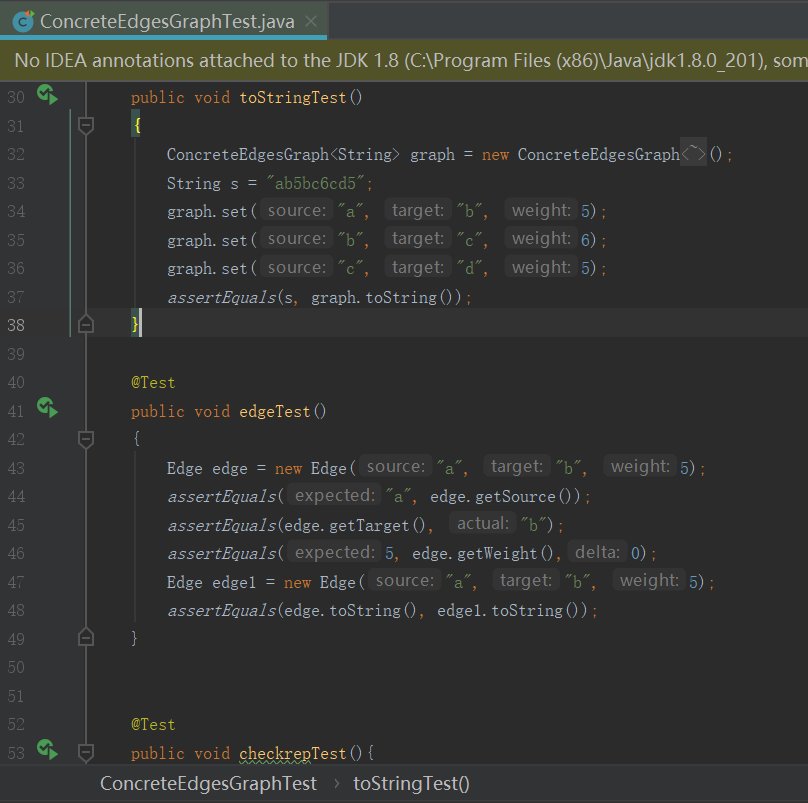 ConcreteEdgesGraphTest.java
No IDEA annotations attached to the JDK 1.8 (C:\Program Files (x86)\Java\jdk1.8.0_201), som
30 public void toStringTest()
31 {
32 ConcreteEdgesGraph<String> graph = new ConcreteEdgesGraph<~>();
33 String s = "ab5bc6cd5";
34 graph.set( source: "a", target: "b", weight: 5);
35 graph.set( source: "b", target: "c", weight: 6);
36 graph.set( source: "c", target: "d", weight: 5);
37 assertEquals(s, graph.toString());
38 }
39
40 @Test
41 public void edgeTest()
42 {
43 Edge edge = new Edge( source: "a", target: "b", weight: 5);
44 assertEquals( expected: "a", edge.getSource());
45 assertEquals(edge.getTarget(), actual: "b");
46 assertEquals( expected: 5, edge.getWeight(), delta: 0);
47 Edge edge1 = new Edge( source: "a", target: "b", weight: 5);
48 assertEquals(edge.toString(), edge1.toString());
49 }
50
51
52 @Test
53 public void checkrepTest(){
ConcreteEdgesGraphTest › toStringTest()